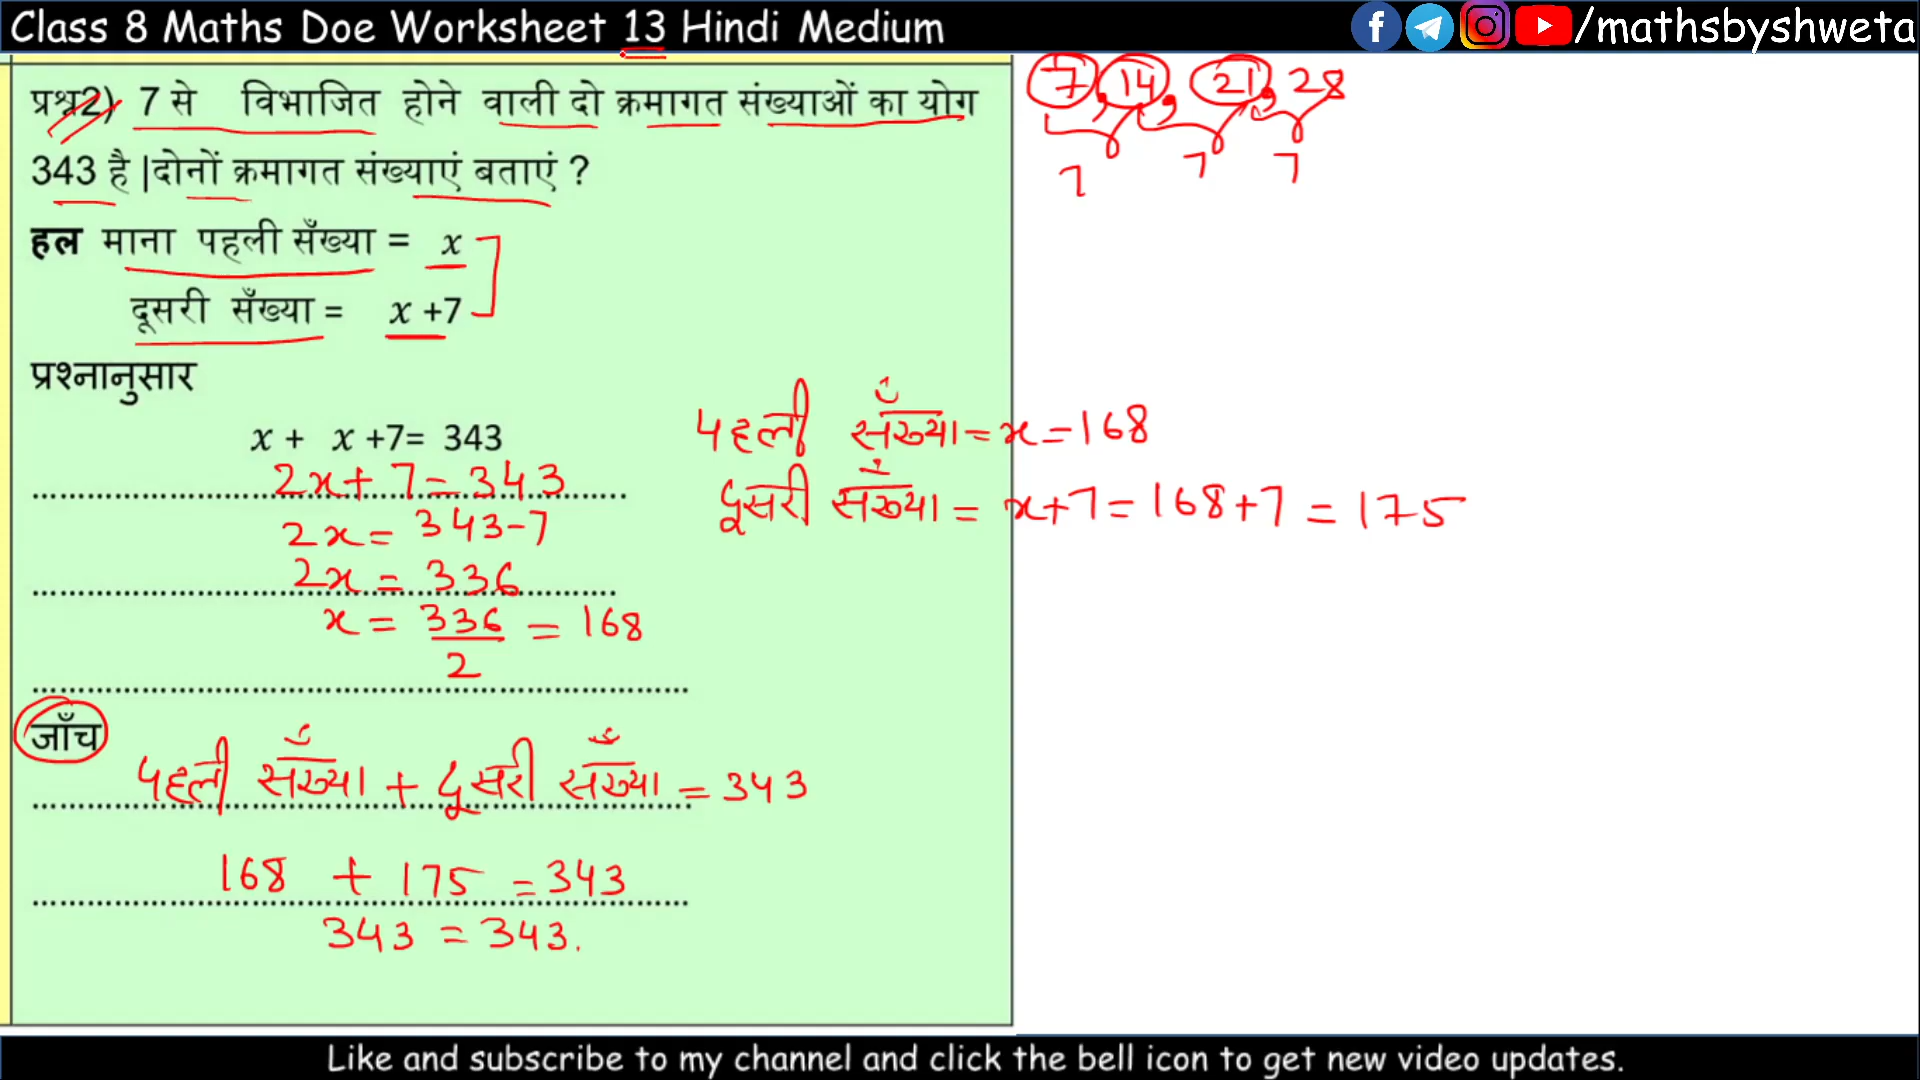 Class 8 Maths Doe Worksheet 13 Hindi Medium
/mathsbyshweta
प्रश्न2) 7 से विभाजित होने वाली दो क्रमागत संख्याओं का योग
343 है |दोनों क्रमागत संख्याएं बताएं ?
हल माना पहली सँख्या = x
दूसरी सँख्या = x +7
प्रश्नानुसार
x + x +7= 343
2x + 7 = 343
2x = 343-7
2x = 336
x = 336/2 = 168
जाँच
पहली सँख्या + दूसरी सँख्या = 343
168 + 175 = 343
343 = 343.
7, 14, 21, 28
7 7 7
पहली सँख्या = x = 168
दूसरी सँख्या = x+7 = 168+7 = 175
Like and subscribe to my channel and click the bell icon to get new video updates.